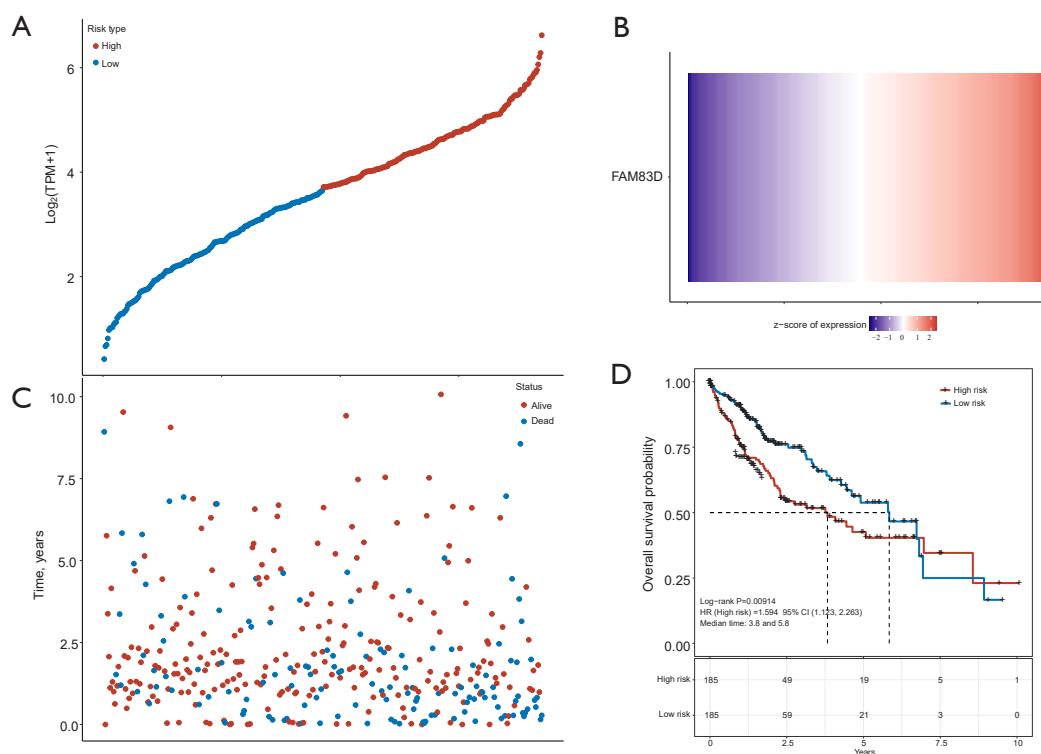 A
Risk type
High
Low
6
4
2
Log2(TPM+1)
B
FAM83D
z−score of expression
−2 −1 0 1 2
C
Status
Alive
Dead
10.0
7.5
5.0
2.5
0.0
Time, years
D
High risk
Low risk
1.00
0.75
0.50
0.25
0.00
Overall survival probability
Log−rank P=0.00914
HR (High risk) =1.594 95% CI (1.123, 2.263)
Median time: 3.8 and 5.8
High risk 185 49 19 5 1
Low risk 185 59 21 3 0
0 2.5 5 7.5 10
Years